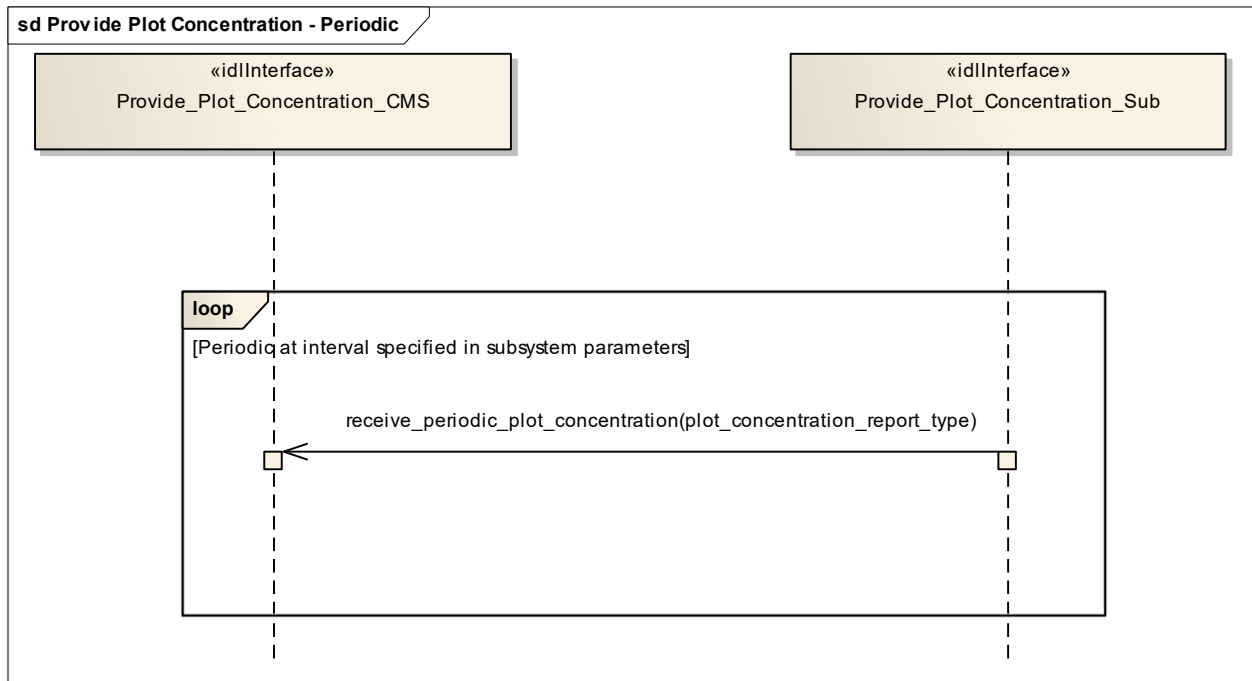 sd Provide Plot Concentration - Periodic
«idlInterface»
Provide_Plot_Concentration_CMS
«idlInterface»
Provide_Plot_Concentration_Sub
loop
[Periodic at interval specified in subsystem parameters]
receive_periodic_plot_concentration(plot_concentration_report_type)